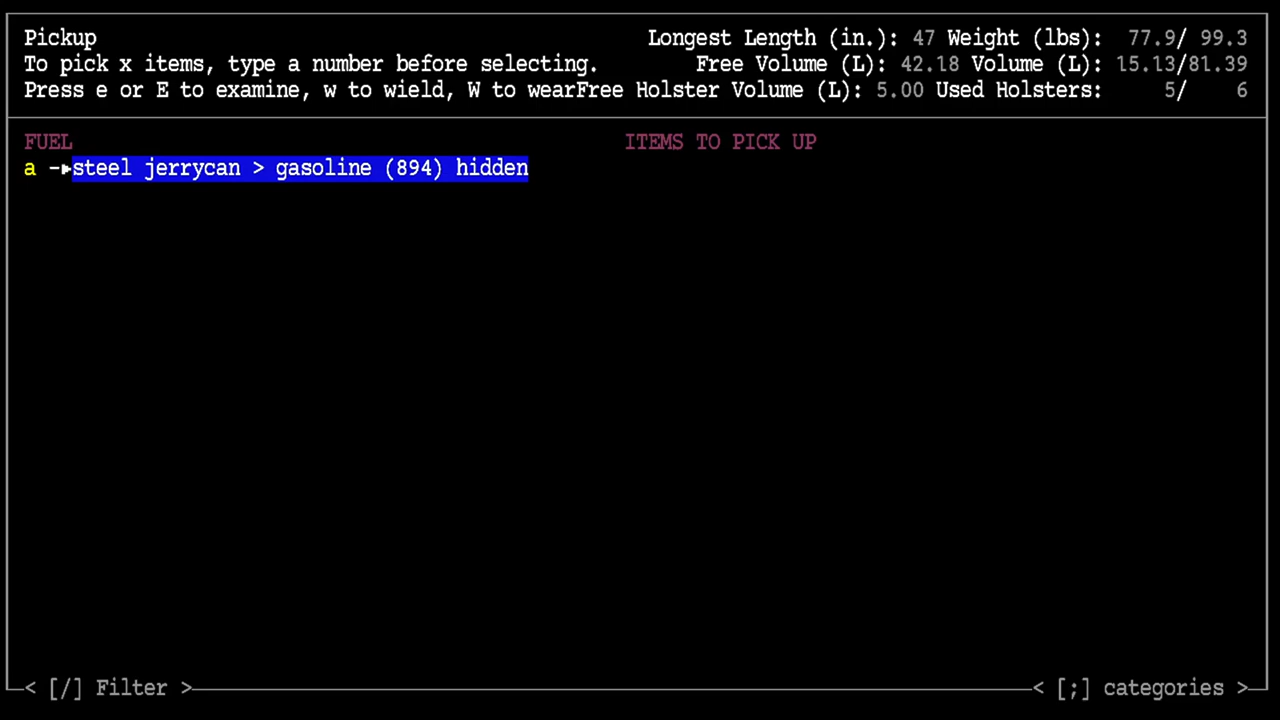 Pickup Longest Length (in.): 47 Weight (lbs): 77.9/ 99.3
To pick x items, type a number before selecting. Free Volume (L): 42.18 Volume (L): 15.13/81.39
Press e or E to examine, w to wield, W to wearFree Holster Volume (L): 5.00 Used Holsters: 5/ 6
FUEL ITEMS TO PICK UP
a -▸steel jerrycan > gasoline (894) hidden
< [/] Filter > < [;] categories >